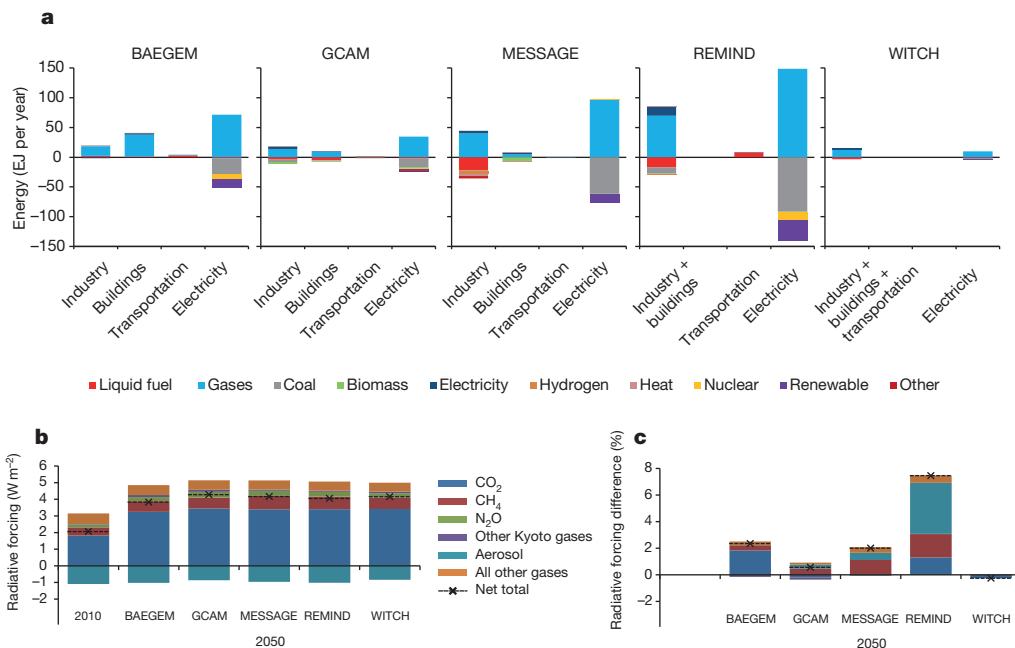 a
BAEGEM GCAM MESSAGE REMIND WITCH
Energy (EJ per year)
150
100
50
0
−50
−100
−150
Industry Buildings Transportation Electricity
Industry Buildings Transportation Electricity
Industry Buildings Transportation Electricity
Industry +
buildings
Transportation Electricity
Industry +
buildings +
transportation
Electricity
Liquid fuel Gases Coal Biomass Electricity Hydrogen Heat Nuclear Renewable Other
b
Radiative forcing (W m−2)
6
5
4
3
2
1
0
−1
−2
2010 BAEGEM GCAM MESSAGE REMIND WITCH
2050
CO2
CH4
N2O
Other Kyoto gases
Aerosol
All other gases
Net total
c
Radiative forcing difference (%)
8
6
4
2
0
−2
BAEGEM GCAM MESSAGE REMIND WITCH
2050